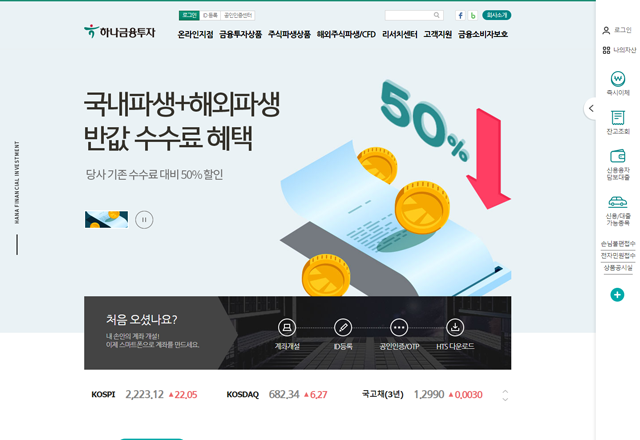 로그인 ID 등록 공인인증센터
회사소개
하나금융투자
온라인지점 금융투자상품 주식파생상품 해외주식파생/CFD 리서치센터 고객지원 금융소비자보호
국내파생+해외파생
반값 수수료 혜택
당사 기존 수수료 대비 50% 할인
50%
HANA FINANCIAL INVESTMENT
처음 오셨나요?
내 손안의 계좌 개설!
이제 스마트폰으로 계좌를 만드세요.
계좌개설 ID등록 공인인증/OTP HTS 다운로드
KOSPI 2,223,12 ▲22,05 KOSDAQ 682,34 ▲6,27 국고채(3년) 1,2990 ▲0,0030
로그인
나의자산
즉시이체
잔고조회
신용융자
담보대출
신용/대출
가능종목
손님불편접수
전자민원접수
상품공시실